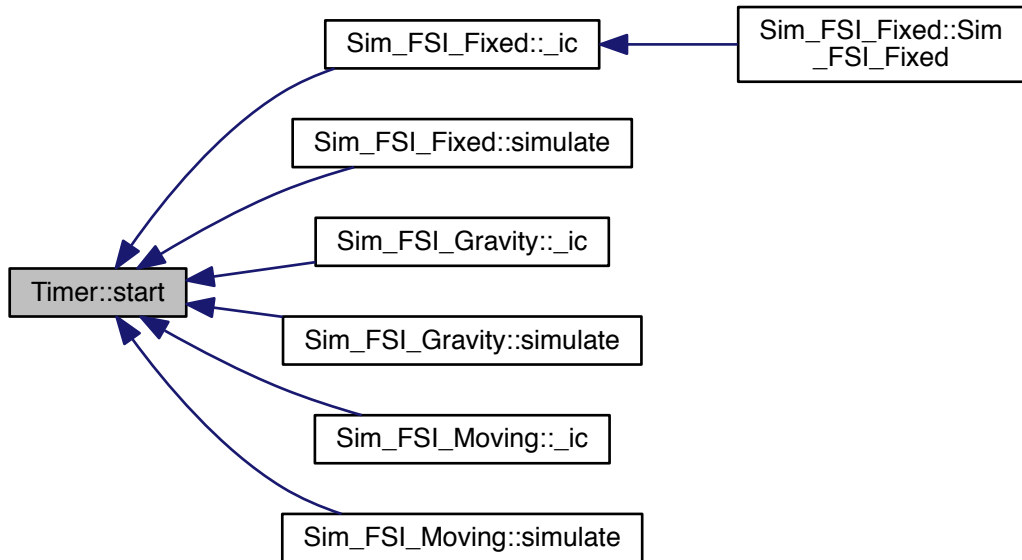 Sim_FSI_Fixed::_ic
Sim_FSI_Fixed::Sim
_FSI_Fixed
Sim_FSI_Fixed::simulate
Sim_FSI_Gravity::_ic
Timer::start
Sim_FSI_Gravity::simulate
Sim_FSI_Moving::_ic
Sim_FSI_Moving::simulate